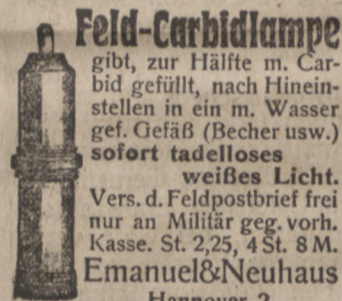 Feld-Carbidlampe
gibt, zur Hälfte m. Car-
bid gefüllt, nach Hinein-
stellen in ein m. Wasser
gef. Gefäß (Becher usw.)
sofort tadelloses
weißes Licht.
Vers. d. Feldpostbrief frei
nur an Militär geg. vorh.
Kasse. St. 2,25, 4 St. 8 M.
Emanuel&Neuhaus
Hannover 2